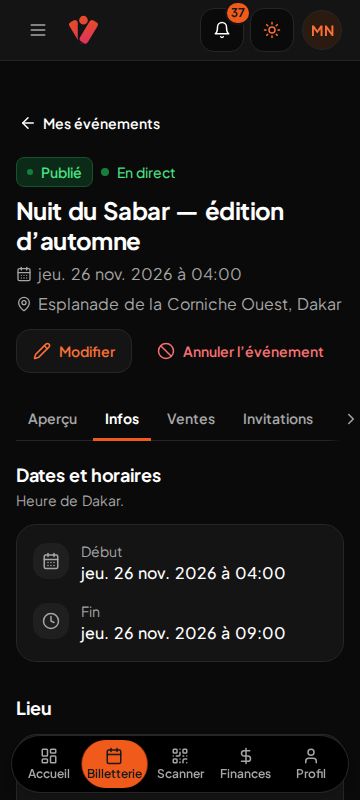 37
MN
Mes événements
Publié
En direct
Nuit du Sabar — édition
d’automne
jeu. 26 nov. 2026 à 04:00
Esplanade de la Corniche Ouest, Dakar
Modifier
Annuler l’événement
Aperçu
Infos
Ventes
Invitations
Dates et horaires
Heure de Dakar.
Début
jeu. 26 nov. 2026 à 04:00
Fin
jeu. 26 nov. 2026 à 09:00
Lieu
Accueil
Billetterie
Scanner
Finances
Profil